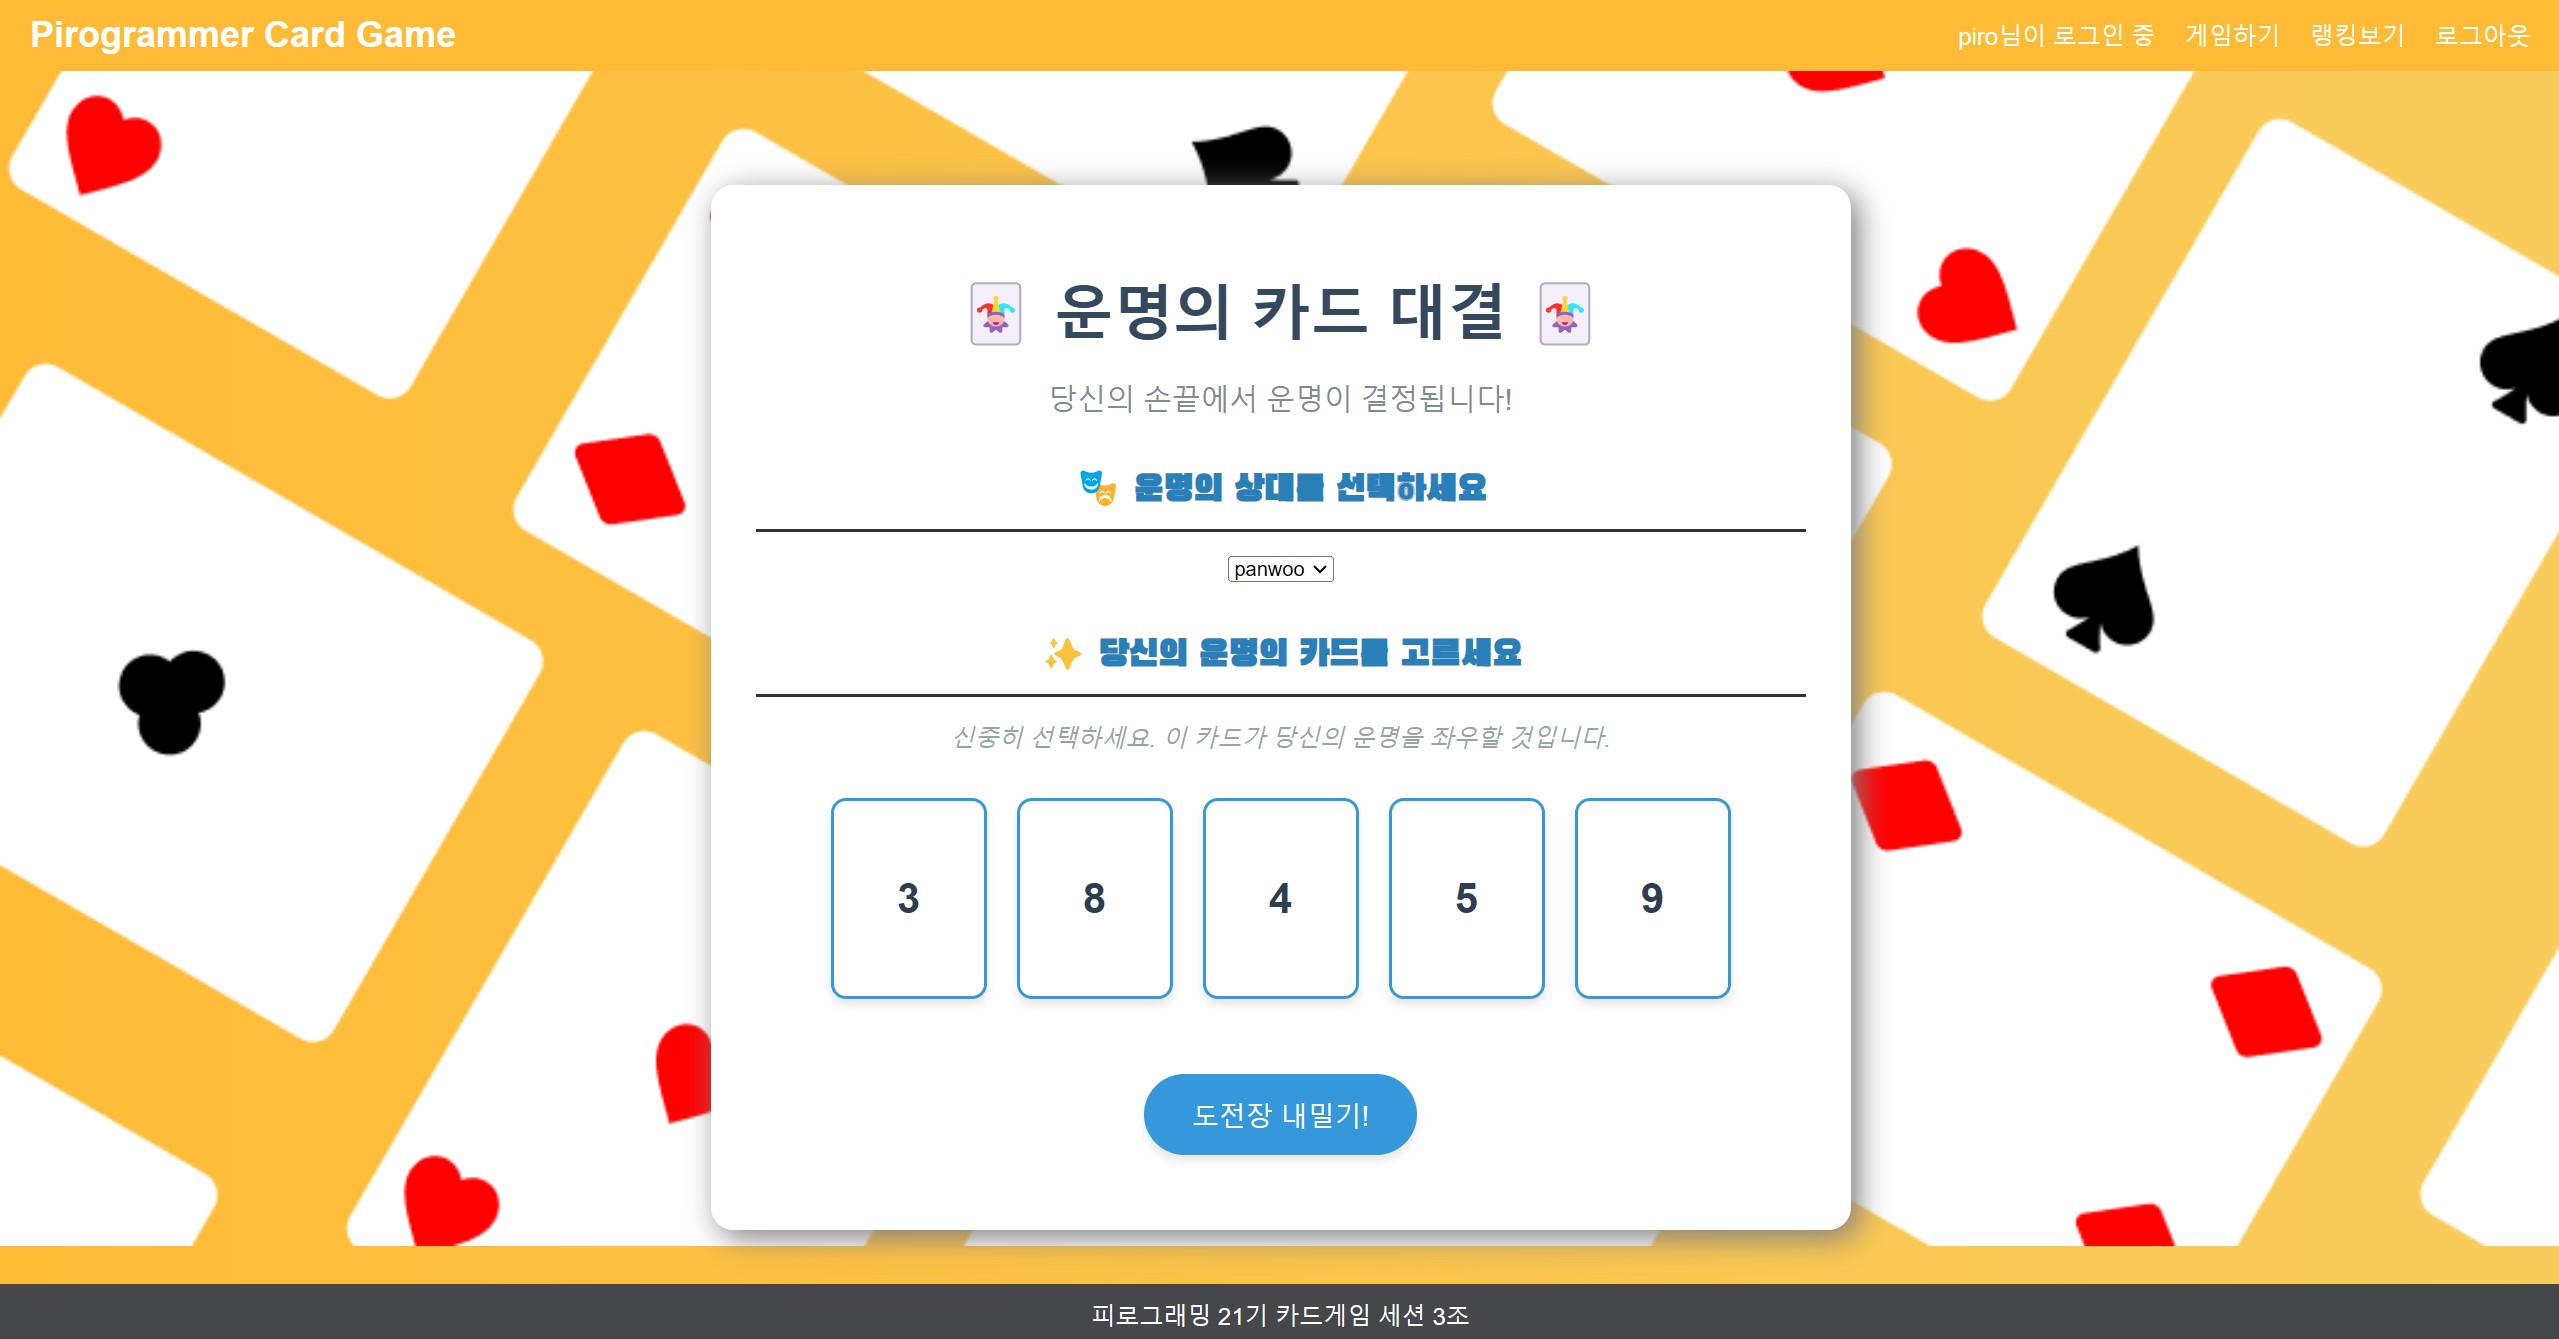 Pirogrammer Card Game
piro님이 로그인 중 게임하기 랭킹보기 로그아웃
운명의 카드 대결
당신의 손끝에서 운명이 결정됩니다!
운명의 상대를 선택하세요
panwoo
당신의 운명의 카드를 고르세요
신중히 선택하세요. 이 카드가 당신의 운명을 좌우할 것입니다.
3 8 4 5 9
도전장 내밀기!
피로그래밍 21기 카드게임 세션 3조